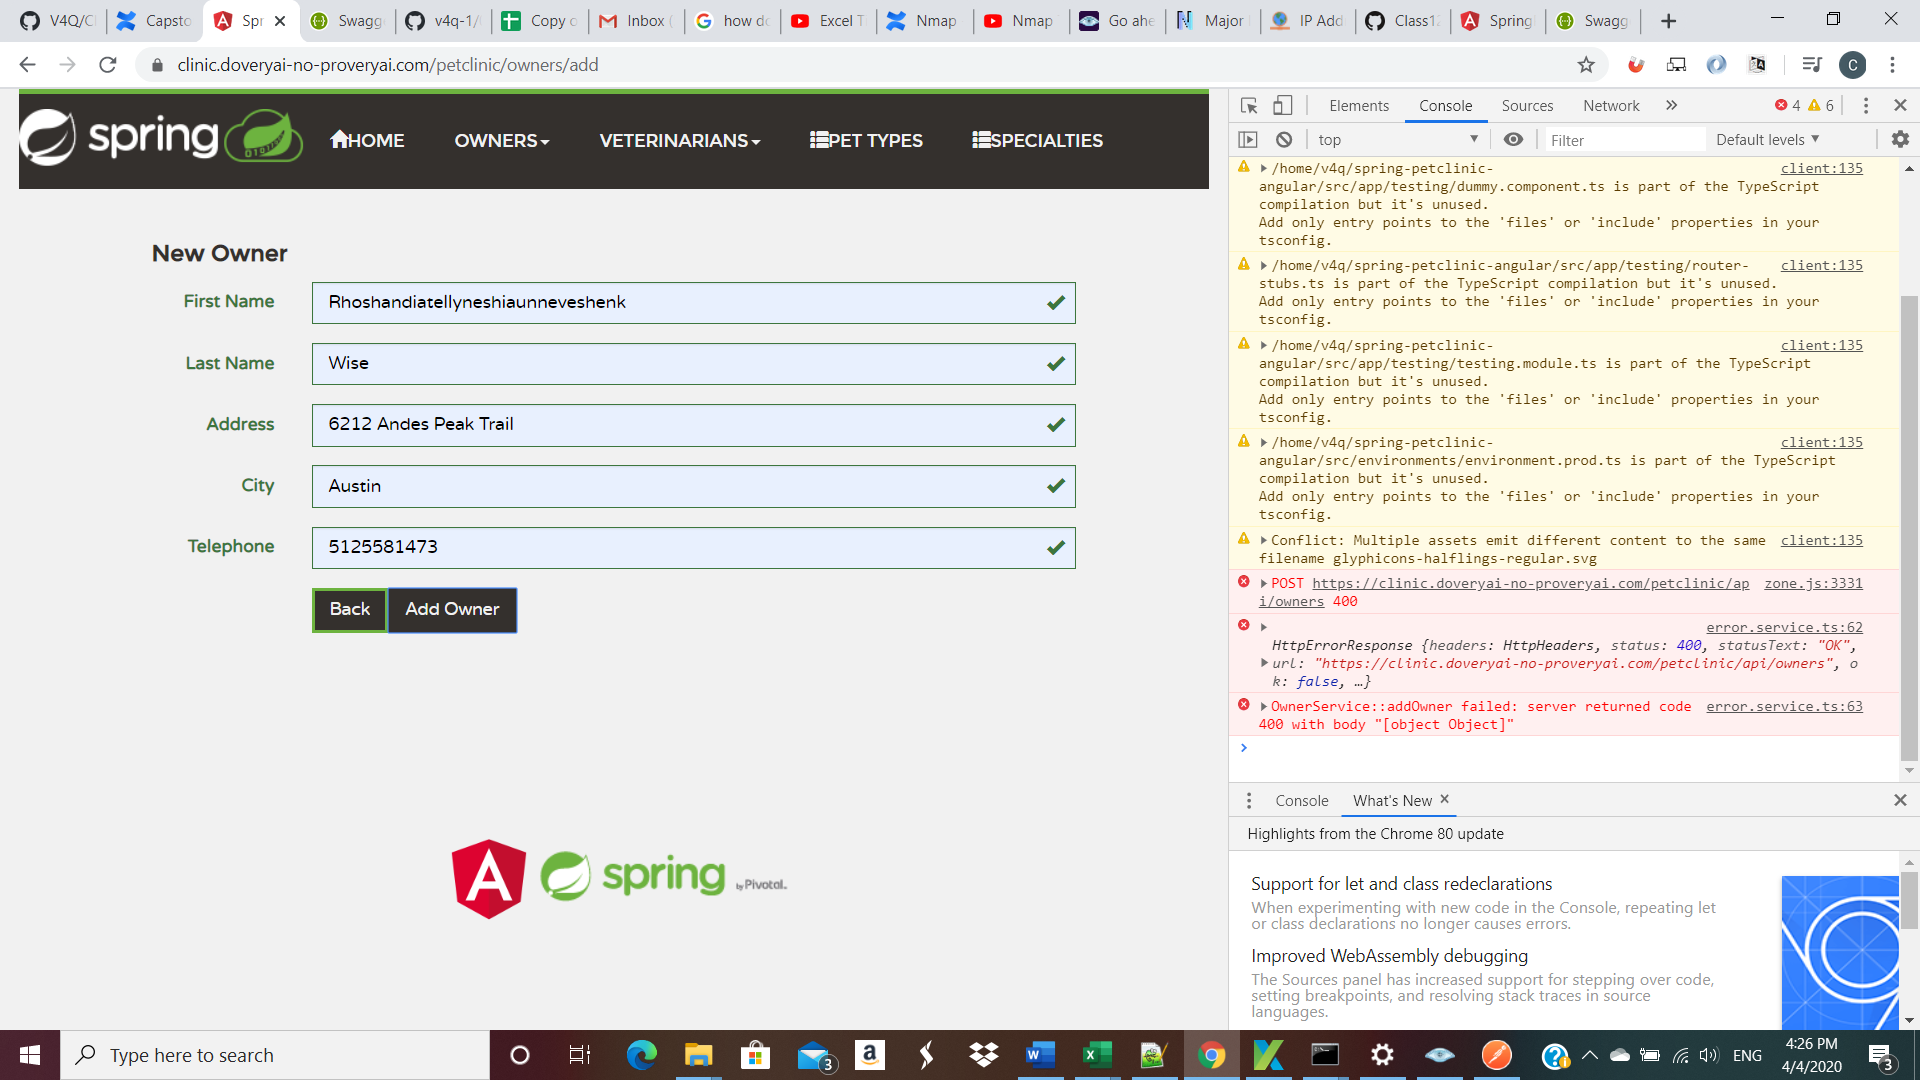 V4Q/Cl
Capsto
Spr
Swagg
v4q-1/
Copy o
Inbox (
how do
Excel T
Nmap
Nmap
Go ahe
Major
IP Add
Class12
Spring
Swagg
clinic.doveryai-no-proveryai.com/petclinic/owners/add
C
spring
HOME
OWNERS
VETERINARIANS
PET TYPES
SPECIALTIES
New Owner
First Name
Rhoshandiatellyneshiaunneveshenk
Last Name
Wise
Address
6212 Andes Peak Trail
City
Austin
Telephone
5125581473
Back
Add Owner
A
spring
by Pivotal
Elements
Console
Sources
Network
4
6
top
Filter
Default levels
/home/v4q/spring-petclinic- client:135
angular/src/app/testing/dummy.component.ts is part of the TypeScript
compilation but it's unused.
Add only entry points to the 'files' or 'include' properties in your
tsconfig.
/home/v4q/spring-petclinic-angular/src/app/testing/router- client:135
stubs.ts is part of the TypeScript compilation but it's unused.
Add only entry points to the 'files' or 'include' properties in your
tsconfig.
/home/v4q/spring-petclinic- client:135
angular/src/app/testing/testing.module.ts is part of the TypeScript
compilation but it's unused.
Add only entry points to the 'files' or 'include' properties in your
tsconfig.
/home/v4q/spring-petclinic- client:135
angular/src/environments/environment.prod.ts is part of the TypeScript
compilation but it's unused.
Add only entry points to the 'files' or 'include' properties in your
tsconfig.
Conflict: Multiple assets emit different content to the same client:135
filename glyphicons-halflings-regular.svg
POST https://clinic.doveryai-no-proveryai.com/petclinic/ap zone.js:3331
i/owners 400
error.service.ts:62
HttpErrorResponse {headers: HttpHeaders, status: 400, statusText: "OK",
url: "https://clinic.doveryai-no-proveryai.com/petclinic/api/owners", o
k: false, …}
OwnerService::addOwner failed: server returned code error.service.ts:63
400 with body "[object Object]"
Console
What's New
Highlights from the Chrome 80 update
Support for let and class redeclarations
When experimenting with new code in the Console, repeating let
or class declarations no longer causes errors.
Improved WebAssembly debugging
The Sources panel has increased support for stepping over code,
setting breakpoints, and resolving stack traces in source
languages.
Type here to search
3
ENG
4:26 PM
4/4/2020
3